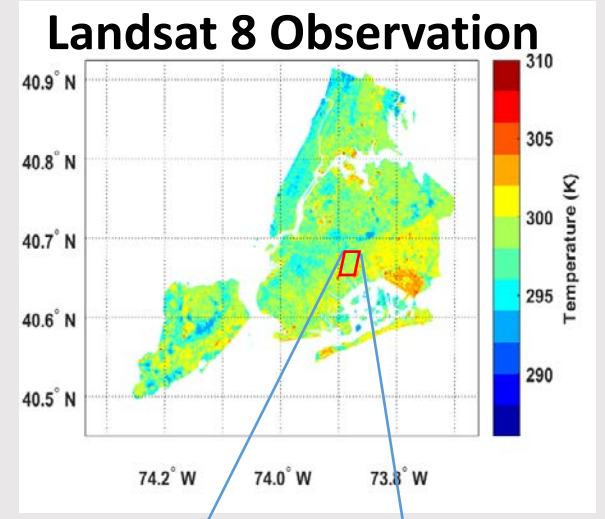 Landsat 8 Observation
40.9° N
40.8° N
40.7° N
40.6° N
40.5° N
74.2° W
74.0° W
73.8° W
310
305
300
295
290
Temperature (K)